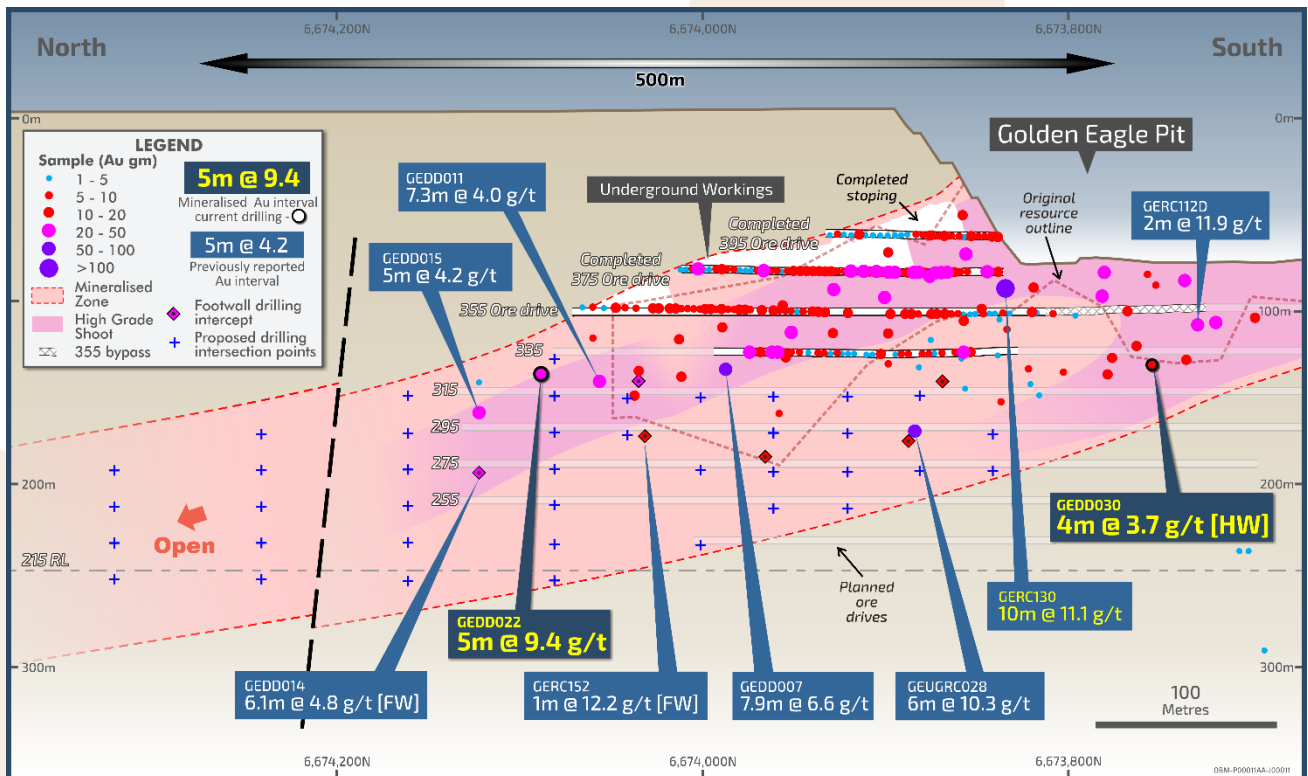 6,674,200N
6,674,000N
6,673,800N
North
South
500m
0m
0m
LEGEND
Sample (Au gm)
1 - 5
5 - 10
10 - 20
20 - 50
50 - 100
>100
Mineralised
Zone
High Grade
Shoot
355 bypass
5m @ 9.4
Mineralised Au interval
current drilling -
5m @ 4.2
Previously reported
Au interval
Footwall drilling
intercept
Proposed drilling
intersection points
Golden Eagle Pit
GEDD011
7.3m @ 4.0 g/t
Underground Workings
Completed
stoping
Original
resource
outline
GERC112D
2m @ 11.9 g/t
GEDD015
5m @ 4.2 g/t
Completed
395 Ore drive
Completed
375 Ore drive
355 Ore drive
100m
335
315
295
275
255
200m
200m
Open
215 RL
GEDD030
4m @ 3.7 g/t [HW]
Planned
ore
drives
GERC130
10m @ 11.1 g/t
GEDD022
5m @ 9.4 g/t
300m
300m
GEDD014
6.1m @ 4.8 g/t [FW]
GERC152
1m @ 12.2 g/t [FW]
GEDD007
7.9m @ 6.6 g/t
GEUGRC028
6m @ 10.3 g/t
100
Metres
6,674,200N
6,674,000N
6,673,800N